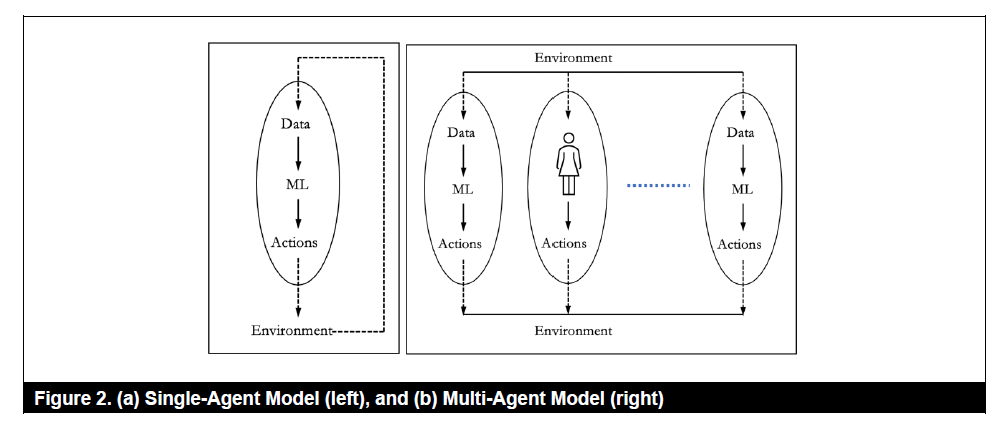 Data
ML
Actions
Environment
Environment
Data
ML
Actions
Actions
Data
ML
Actions
Environment
Figure 2. (a) Single-Agent Model (left), and (b) Multi-Agent Model (right)